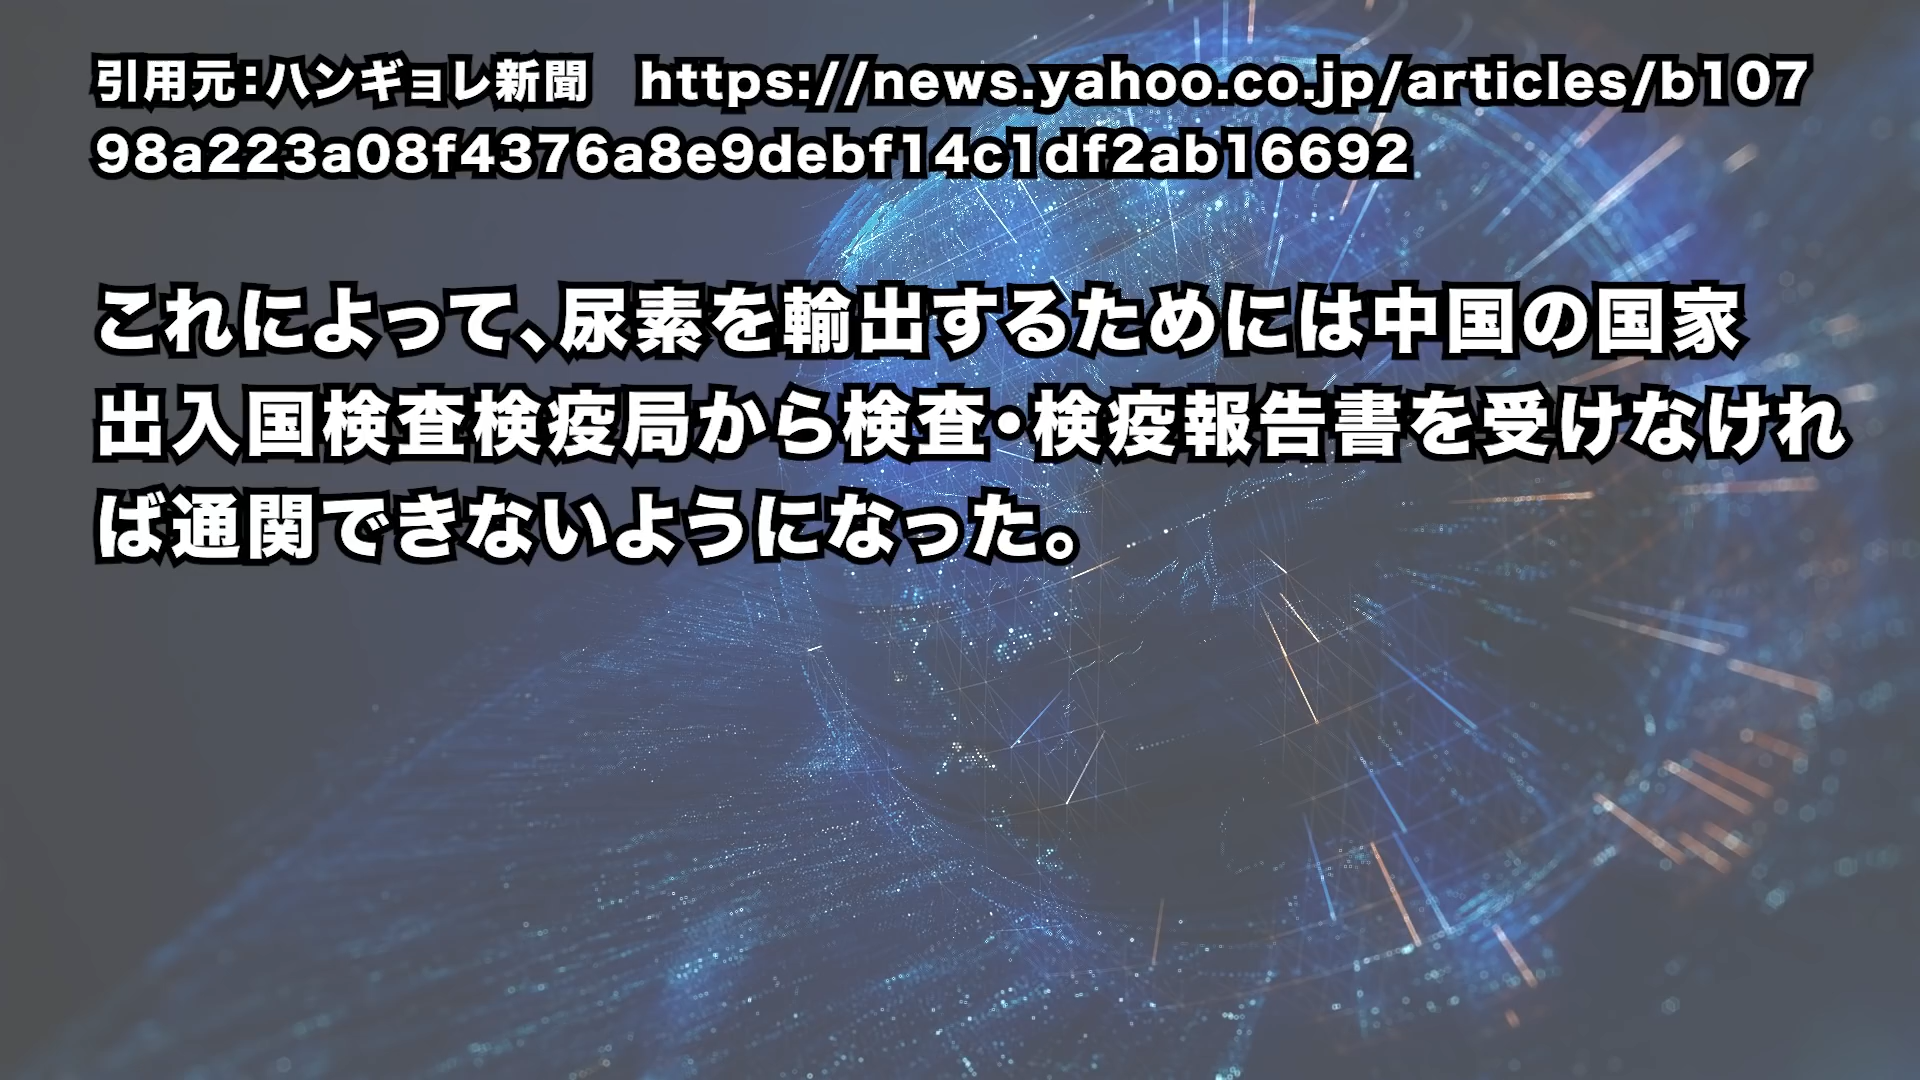 引用元：ハンギョレ新聞　https://news.yahoo.co.jp/articles/b107
98a223a08f4376a8e9debf14c1df2ab16692
これによって、尿素を輸出するためには中国の国家
出入国検査検疫局から検査・検疫報告書を受けなけれ
ば通関できないようになった。